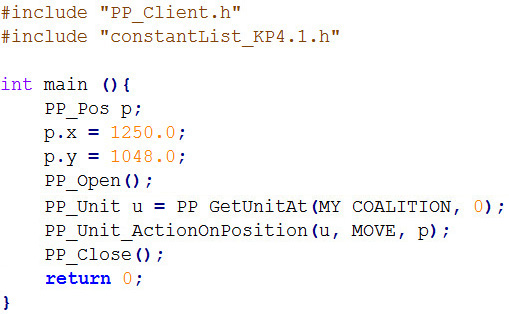 #include "PP_Client.h"
#include "constantList_KP4.1.h"
int main (){
PP_Pos p;
p.x = 1250.0;
p.y = 1048.0;
PP_Open();
PP_Unit u = PP GetUnitAt(MY COALITION, 0);
PP_Unit_ActionOnPosition(u, MOVE, p);
PP_Close();
return 0;
}